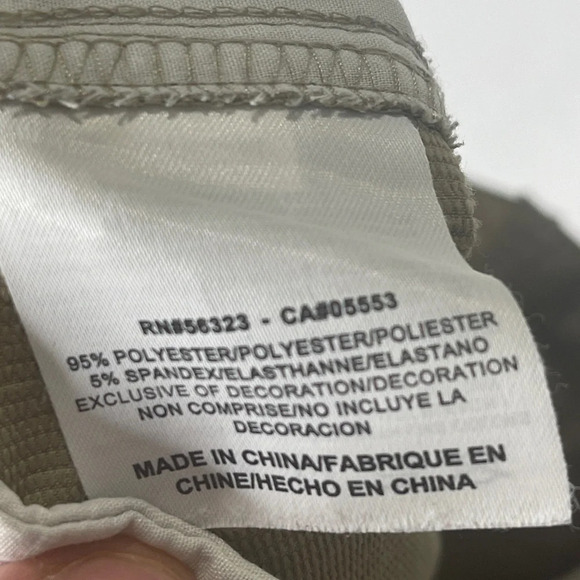 RN#56323 - CA#05553
95% POLYESTER/POLYESTER/POLIESTER
5% SPANDEX/ELASTHANNE/ELASTANO
EXCLUSIVE OF DECORATION/DECORATION
NON COMPRISE/NO INCLUYE LA
DECORACION
MADE IN CHINA/FABRIQUE EN
CHINE/HECHO EN CHINA